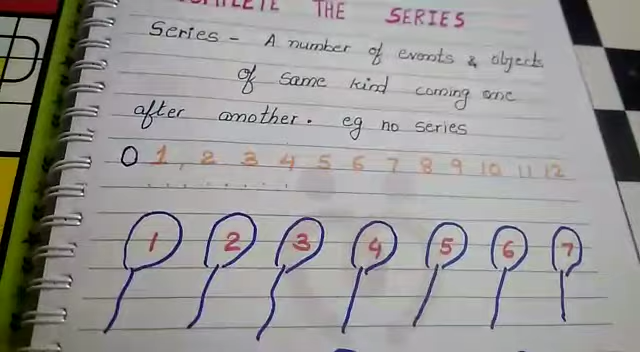 COMPLETE THE SERIES
Series - A number of events & objects
of same kind coming one
after another. eg no series
0 1, 2 3 4 5 6 7 8 9 10 11 12
. . . . . . . .
1 2 3 4 5 6 7